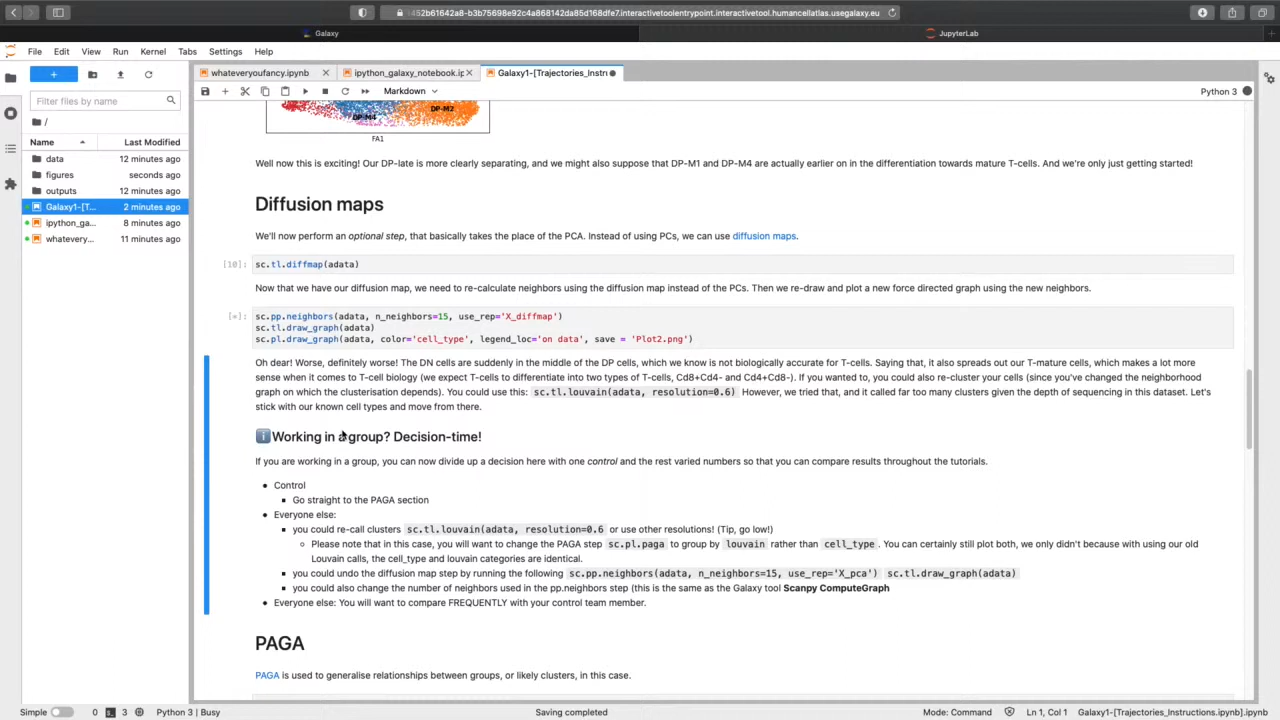 1452b61642a8-b3b75698e92c4a868142da85d168dfe7.interactivetoolentrypoint.interactivetool.humancellatlas.usegalaxy.eu
Galaxy
JupyterLab
File Edit View Run Kernel Tabs Settings Help
whateveryoufancy.ipynb
ipython_galaxy_notebook.ip
Galaxy1-[Trajectories_Instru
Markdown
Python 3
Filter files by name
/
Name
Last Modified
data 12 minutes ago
figures seconds ago
outputs 12 minutes ago
Galaxy1-[T... 2 minutes ago
ipython_ga... 8 minutes ago
whatevery... 11 minutes ago
DP-M4
DP-M2
FA1
Well now this is exciting! Our DP-late is more clearly separating, and we might also suppose that DP-M1 and DP-M4 are actually earlier on in the differentiation towards mature T-cells. And we're only just getting started!
Diffusion maps
We'll now perform an optional step, that basically takes the place of the PCA. Instead of using PCs, we can use diffusion maps.
[10]: sc.tl.diffmap(adata)
Now that we have our diffusion map, we need to re-calculate neighbors using the diffusion map instead of the PCs. Then we re-draw and plot a new force directed graph using the new neighbors.
[*]: sc.pp.neighbors(adata, n_neighbors=15, use_rep='X_diffmap')
sc.tl.draw_graph(adata)
sc.pl.draw_graph(adata, color='cell_type', legend_loc='on data', save = 'Plot2.png')
Oh dear! Worse, definitely worse! The DN cells are suddenly in the middle of the DP cells, which we know is not biologically accurate for T-cells. Saying that, it also spreads out our T-mature cells, which makes a lot more
sense when it comes to T-cell biology (we expect T-cells to differentiate into two types of T-cells, Cd8+Cd4- and Cd4+Cd8-). If you wanted to, you could also re-cluster your cells (since you've changed the neighborhood
graph on which the clusterisation depends). You could use this: sc.tl.louvain(adata, resolution=0.6) However, we tried that, and it called far too many clusters given the depth of sequencing in this dataset. Let's
stick with our known cell types and move from there.
Working in a group? Decision-time!
If you are working in a group, you can now divide up a decision here with one control and the rest varied numbers so that you can compare results throughout the tutorials.
Control
Go straight to the PAGA section
Everyone else:
you could re-call clusters sc.tl.louvain(adata, resolution=0.6 or use other resolutions! (Tip, go low!)
Please note that in this case, you will want to change the PAGA step sc.pl.paga to group by louvain rather than cell_type. You can certainly still plot both, we only didn't because with using our old
Louvain calls, the cell_type and louvain categories are identical.
you could undo the diffusion map step by running the following sc.pp.neighbors(adata, n_neighbors=15, use_rep='X_pca') sc.tl.draw_graph(adata)
you could also change the number of neighbors used in the pp.neighbors step (this is the same as the Galaxy tool Scanpy ComputeGraph
Everyone else: You will want to compare FREQUENTLY with your control team member.
PAGA
PAGA is used to generalise relationships between groups, or likely clusters, in this case.
Simple 0 3 Python 3 | Busy Saving completed Mode: Command Ln 1, Col 1 Galaxy1-[Trajectories_Instructions.ipynb].ipynb